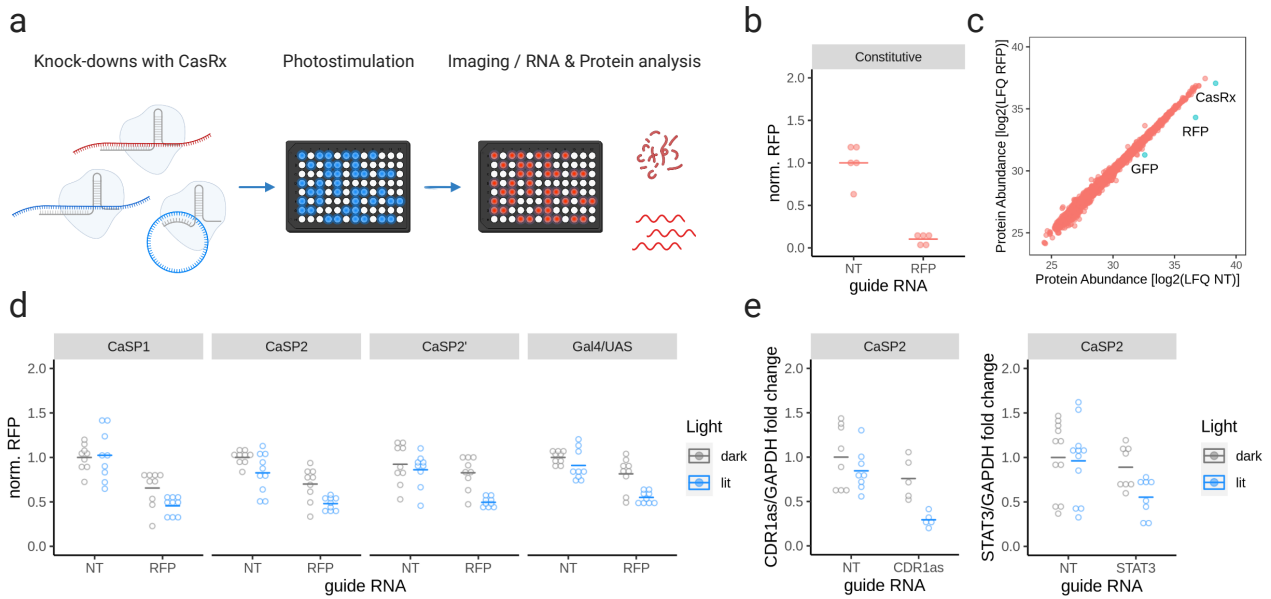 a
Knock-downs with CasRx
Photostimulation
Imaging / RNA & Protein analysis
b
Constitutive
norm. RFP
2.0
1.5
1.0
0.5
0.0
NT
RFP
guide RNA
c
Protein Abundance [log2(LFQ RFP)]
40
35
30
25
CasRx
RFP
GFP
25
30
35
40
Protein Abundance [log2(LFQ NT)]
d
CaSP1
CaSP2
CaSP2'
Gal4/UAS
norm. RFP
2.0
1.5
1.0
0.5
0.0
NT
RFP
NT
RFP
NT
RFP
NT
RFP
guide RNA
Light
dark
lit
e
CaSP2
CDR1as/GAPDH fold change
2.0
1.5
1.0
0.5
0.0
NT
CDR1as
guide RNA
CaSP2
STAT3/GAPDH fold change
2.0
1.5
1.0
0.5
0.0
NT
STAT3
guide RNA
Light
dark
lit